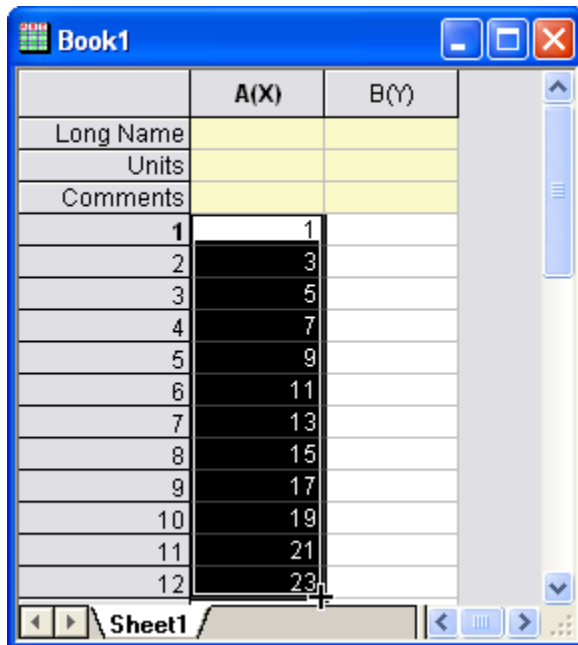 Book1
A(X) B(Y)
Long Name
Units
Comments
1 1
2 3
3 5
4 7
5 9
6 11
7 13
8 15
9 17
10 19
11 21
12 23
Sheet1